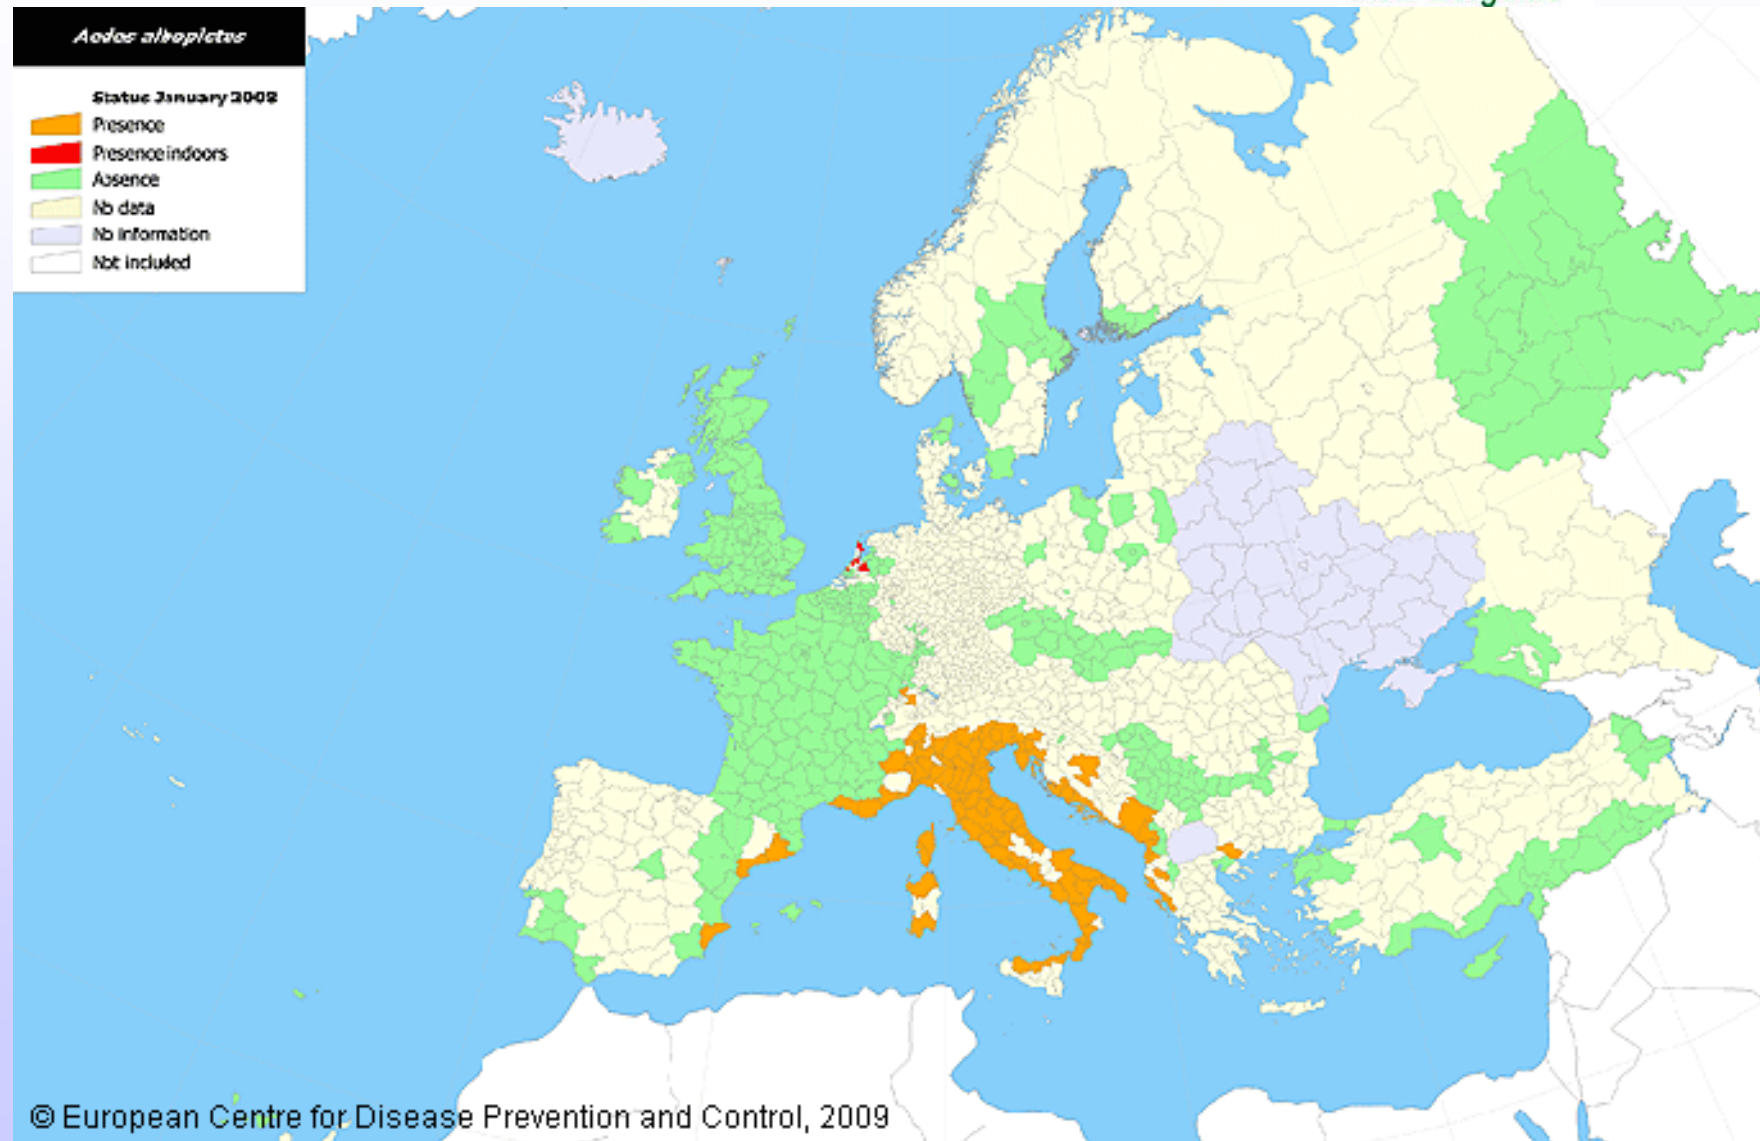 Aedes albopictus
Status January 2008
Presence
Presence indoors
Absence
No data
No information
Not included
© European Centre for Disease Prevention and Control, 2009